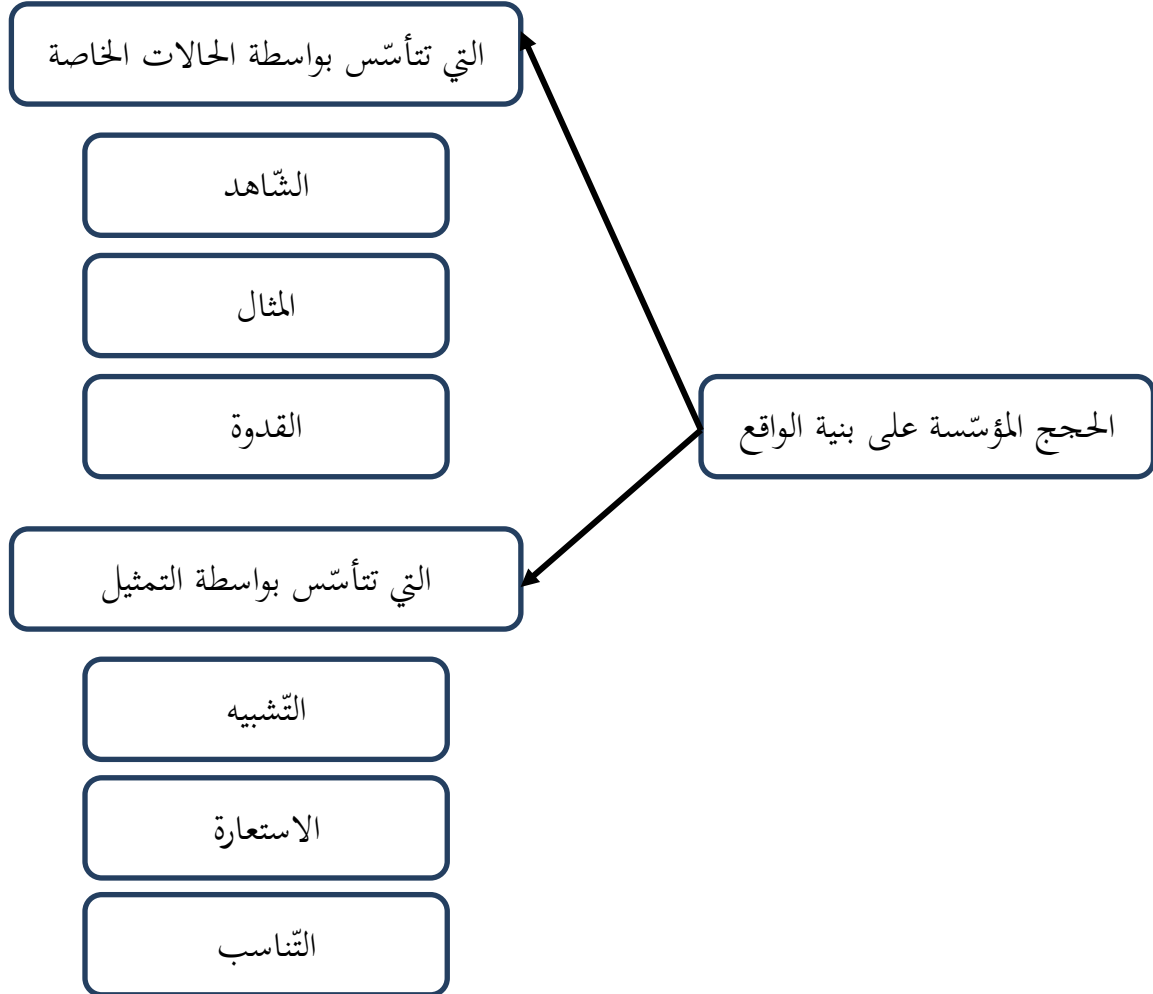 التي تتأسّس بواسطة الحالات الخاصة
الشّاهد
المثال
القدوة
الحجج المؤسّسة على بنية الواقع
التي تتأسّس بواسطة التمثيل
التّشبيه
الاستعارة
التّناسب